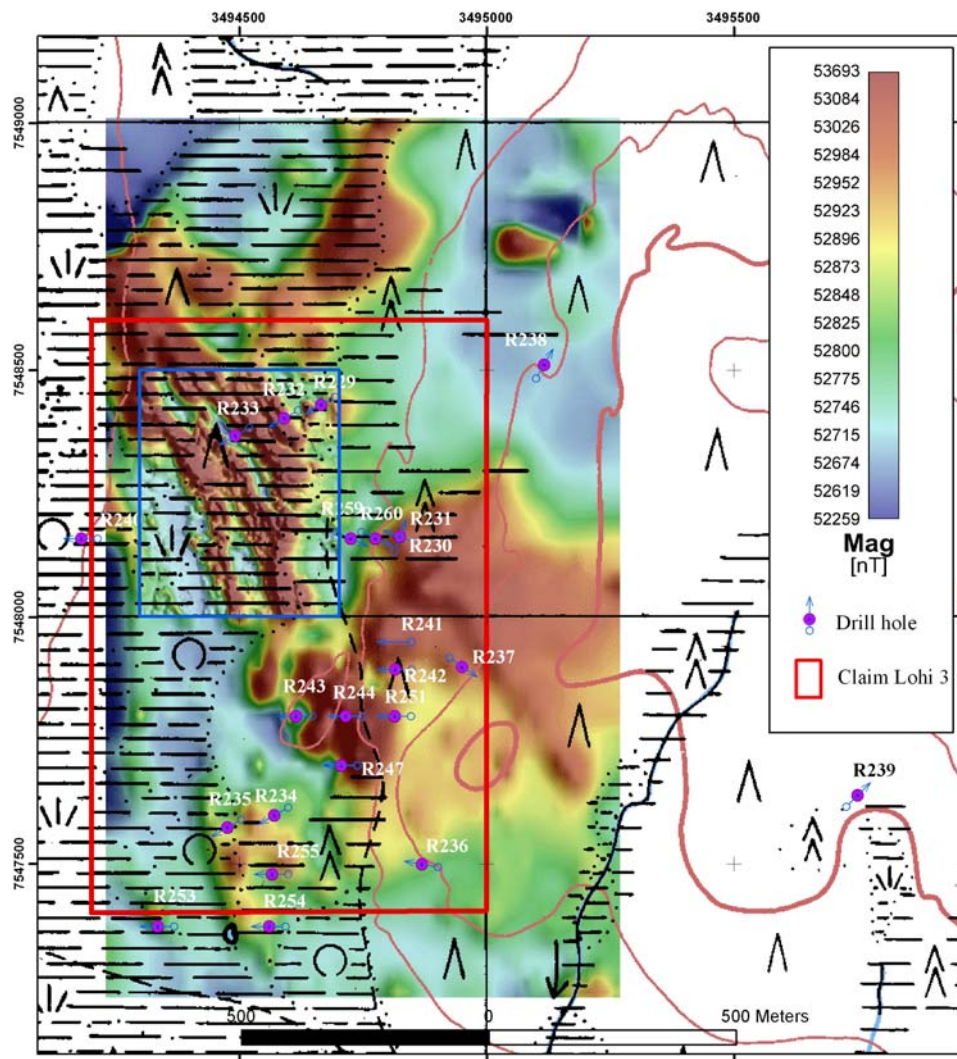 3494500 3495000 3495500
7549000
7548500
7548000
7547500
R238
R232 R229
R233
R259 R260 R231
R240 R230
R241
R237
R242
R243 R244 R251
R247
R239
R235 R234
R255 R236
R253 R254
53693
53084
53026
52984
52952
52923
52896
52873
52848
52800
52746
52715
52674
52619
52259
Mag
[nT]
Drill hole
Claim Lohi 3
500 0 500 Meters